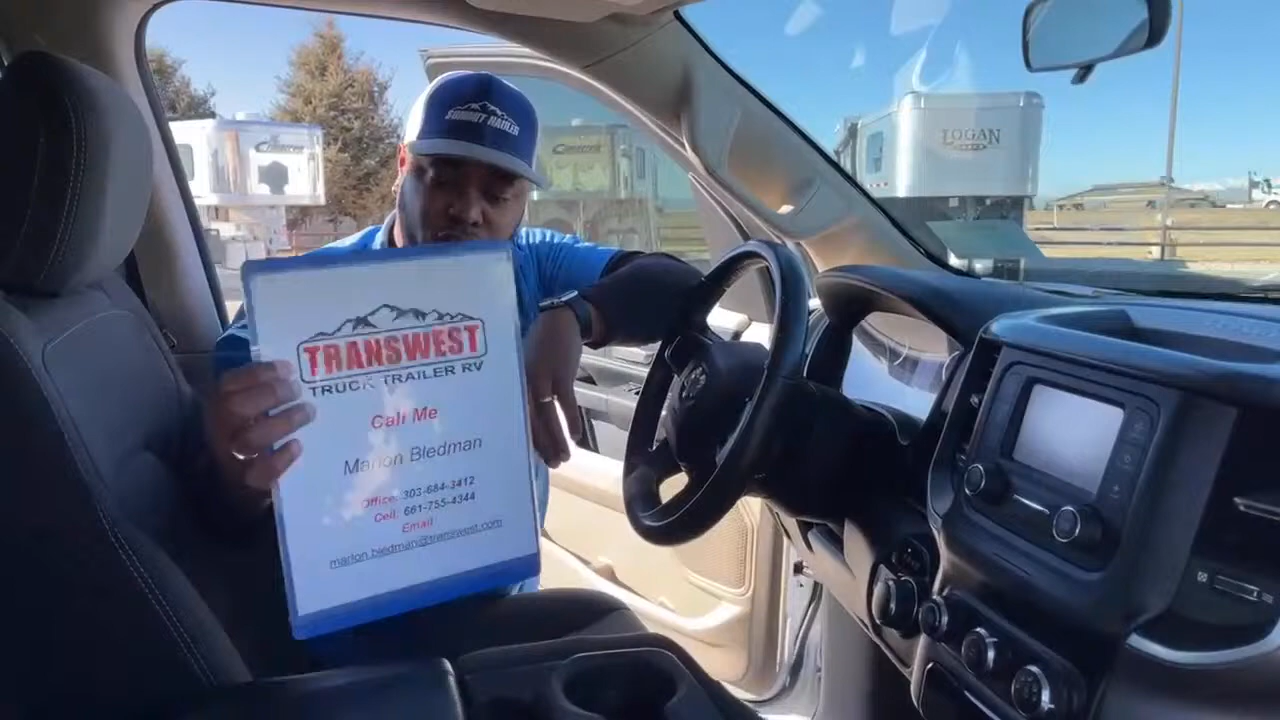 SUMMIT HAULER
LOGAN
TRANSWEST
TRUCK TRAILER RV
Call Me
Marlon Bledman
Office: 303-684-3412
Cell: 661-755-4344
Email
marlon.bledman@transwest.com